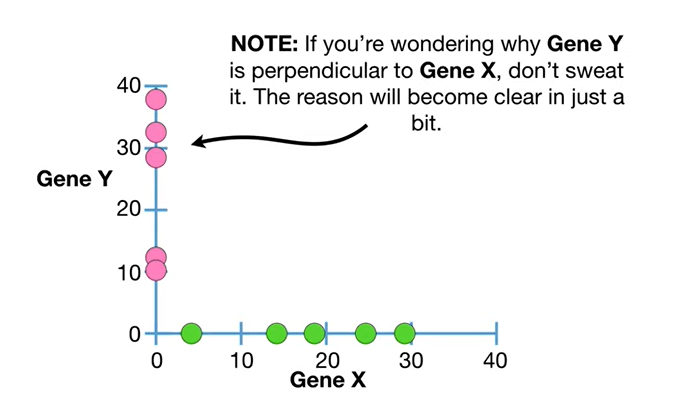 NOTE: If you’re wondering why Gene Y
is perpendicular to Gene X, don’t sweat
it. The reason will become clear in just a
bit.
40
30
Gene Y
20
10
0
0 10 20 30 40
Gene X